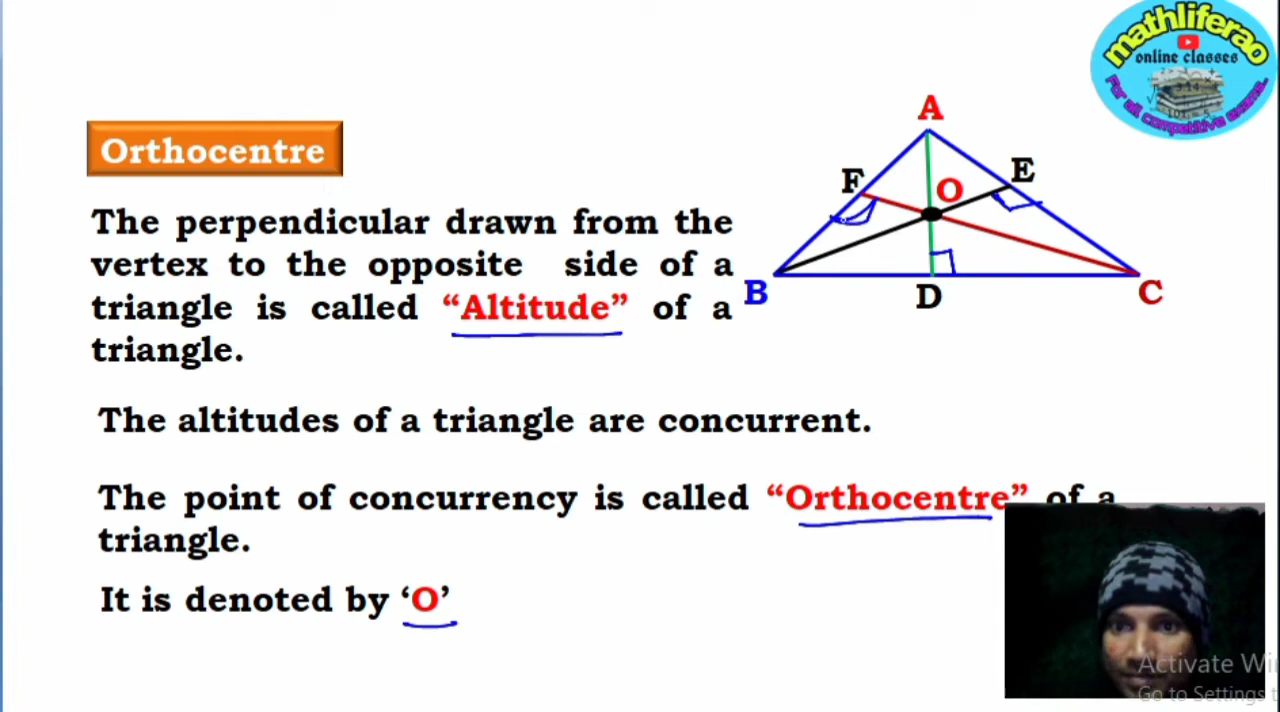 mathliferao
online classes
For all competitive exams.
Orthocentre
The perpendicular drawn from the
vertex to the opposite side of a
triangle is called “Altitude” of a
triangle.
A
F
E
O
B
D
C
The altitudes of a triangle are concurrent.
The point of concurrency is called “Orthocentre” of a
triangle.
It is denoted by ‘O’
Activate Wi
Go to Settings t